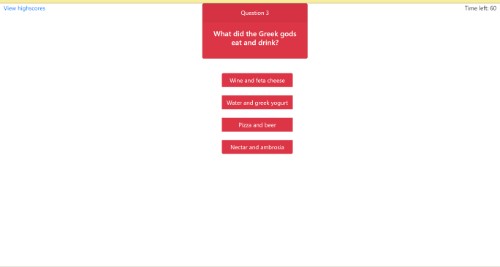 View highscores
Time left: 60
Question 3
What did the Greek gods
eat and drink?
Wine and feta cheese
Water and greek yogurt
Pizza and beer
Nectar and ambrosia